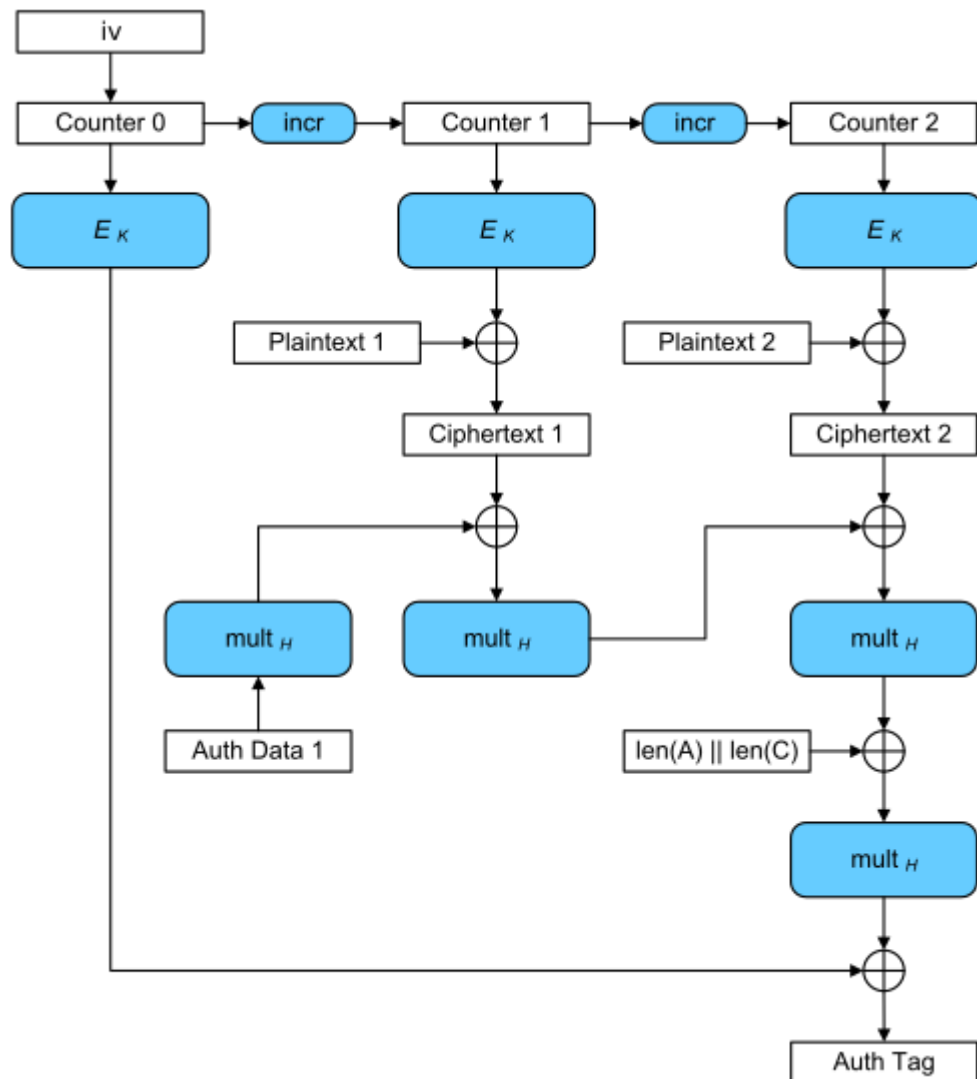 iv
Counter 0
incr
Counter 1
incr
Counter 2
E K
E K
E K
Plaintext 1
Plaintext 2
Ciphertext 1
Ciphertext 2
mult H
mult H
mult H
Auth Data 1
len(A) || len(C)
mult H
Auth Tag